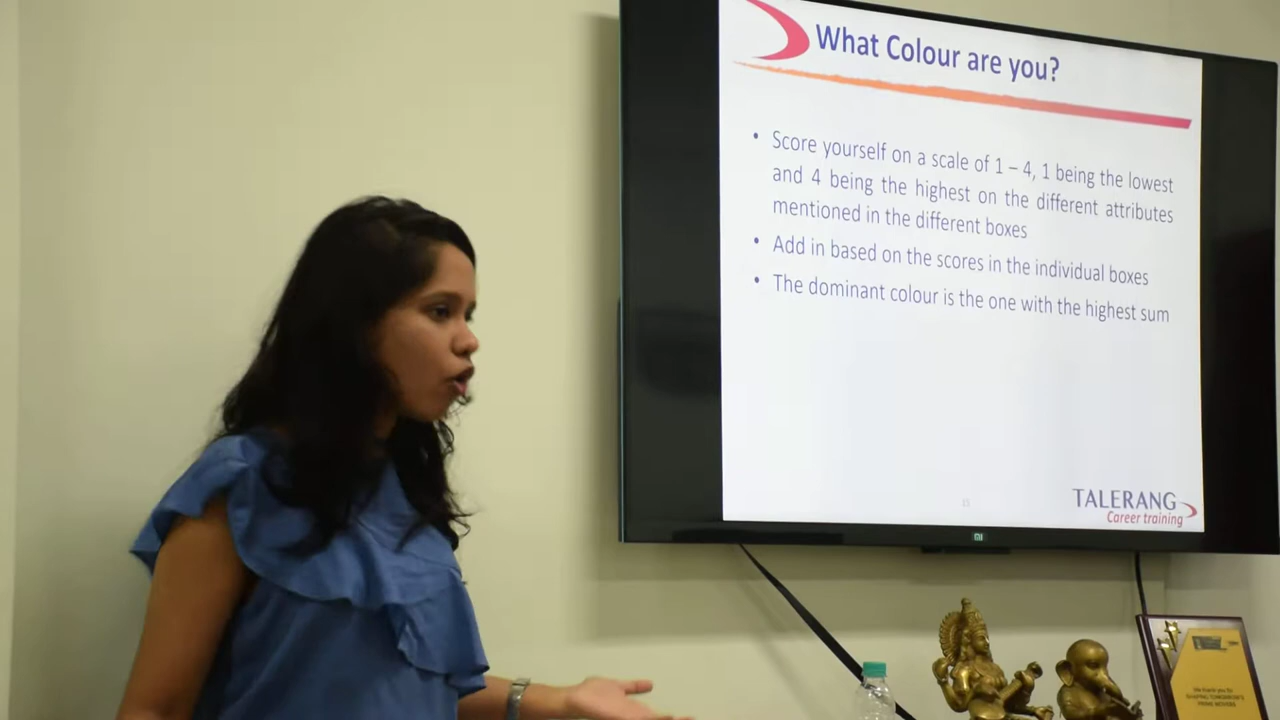 What Colour are you?
• Score yourself on a scale of 1 – 4, 1 being the lowest
and 4 being the highest on the different attributes
mentioned in the different boxes
• Add in based on the scores in the individual boxes
• The dominant colour is the one with the highest sum
TALERANG
Career training
mi